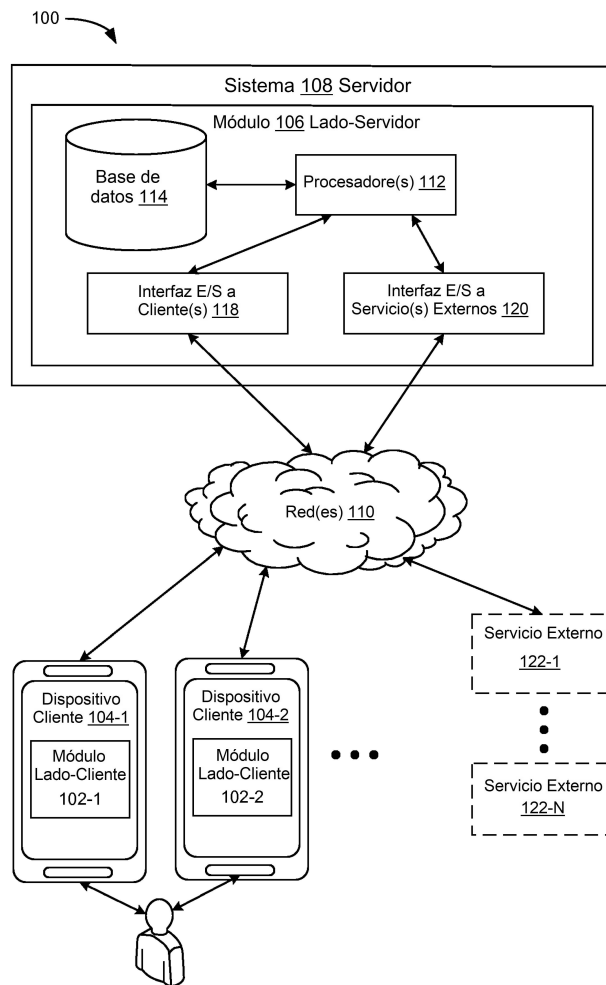 100
Sistema 108 Servidor
Módulo 106 Lado-Servidor
Base de
datos 114
Procesadore(s) 112
Interfaz E/S a
Cliente(s) 118
Interfaz E/S a
Servicio(s) Externos 120
Red(es) 110
Dispositivo
Cliente 104-1
Módulo
Lado-Cliente
102-1
Dispositivo
Cliente 104-2
Módulo
Lado-Cliente
102-2
Servicio Externo
122-1
Servicio Externo
122-N